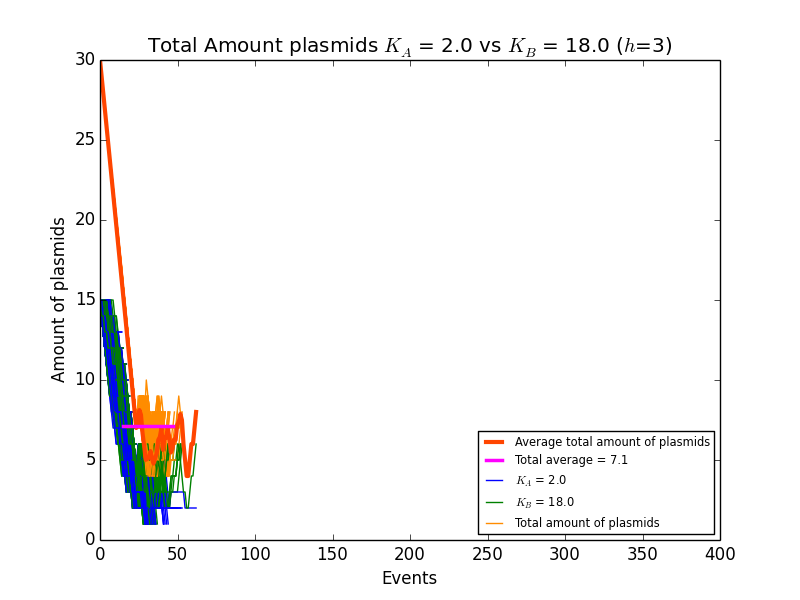 Total Amount plasmids K_A = 2.0 vs K_B = 18.0 (h=3)
30
25
20
15
10
5
0
Amount of plasmids
Average total amount of plasmids
Total average = 7.1
K_A = 2.0
K_B = 18.0
Total amount of plasmids
0 50 100 150 200 250 300 350 400
Events